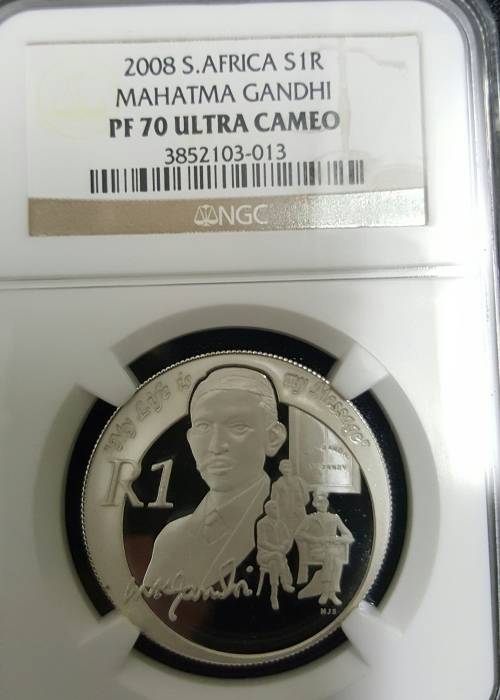 2008 S.AFRICA S1R
MAHATMA GANDHI
PF 70 ULTRA CAMEO
3852103-013
NGC
"My Life is my Message"
R1
MJS